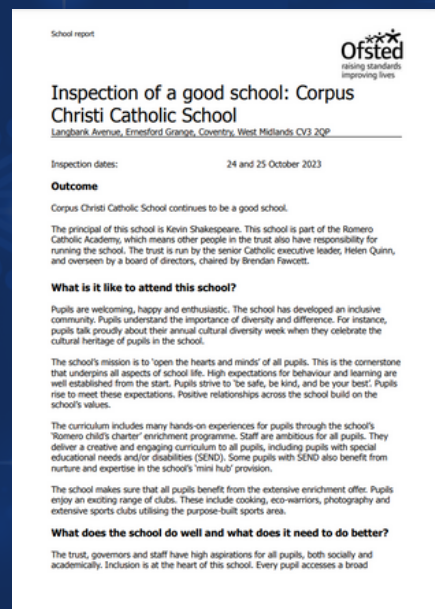 School report
Ofsted
raising standards
improving lives
Inspection of a good school: Corpus
Christi Catholic School
Langbank Avenue, Ernesford Grange, Coventry, West Midlands CV3 2QP
Inspection dates: 24 and 25 October 2023
Outcome
Corpus Christi Catholic School continues to be a good school.
The principal of this school is Kevin Shakespeare. This school is part of the Romero
Catholic Academy, which means other people in the trust also have responsibility for
running the school. The trust is run by the senior Catholic executive leader, Helen Quinn,
and overseen by a board of directors, chaired by Brendan Fawcett.
What is it like to attend this school?
Pupils are welcoming, happy and enthusiastic. The school has developed an inclusive
community. Pupils understand the importance of diversity and difference. For instance,
pupils talk proudly about their annual cultural diversity week when they celebrate the
cultural heritage of pupils in the school.
The school's mission is to 'open the hearts and minds' of all pupils. This is the cornerstone
that underpins all aspects of school life. High expectations for behaviour and learning are
well established from the start. Pupils strive to 'be safe, be kind, and be your best'. Pupils
rise to meet these expectations. Positive relationships across the school build on the
school's values.
The curriculum includes many hands-on experiences for pupils through the school's
'Romero child's charter' enrichment programme. Staff are ambitious for all pupils. They
deliver a creative and engaging curriculum to all pupils, including pupils with special
educational needs and/or disabilities (SEND). Some pupils with SEND also benefit from
nurture and expertise in the school's 'mini hub' provision.
The school makes sure that all pupils benefit from the extensive enrichment offer. Pupils
enjoy an exciting range of clubs. These include cooking, eco-warriors, photography and
extensive sports clubs utilising the purpose-built sports area.
What does the school do well and what does it need to do better?
The trust, governors and staff have high aspirations for all pupils, both socially and
academically. Inclusion is at the heart of this school. Every pupil accesses a broad